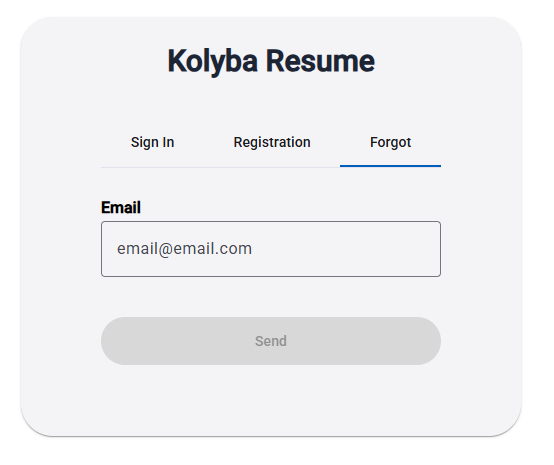 Kolyba Resume
Sign In Registration Forgot
Email
email@email.com
Send